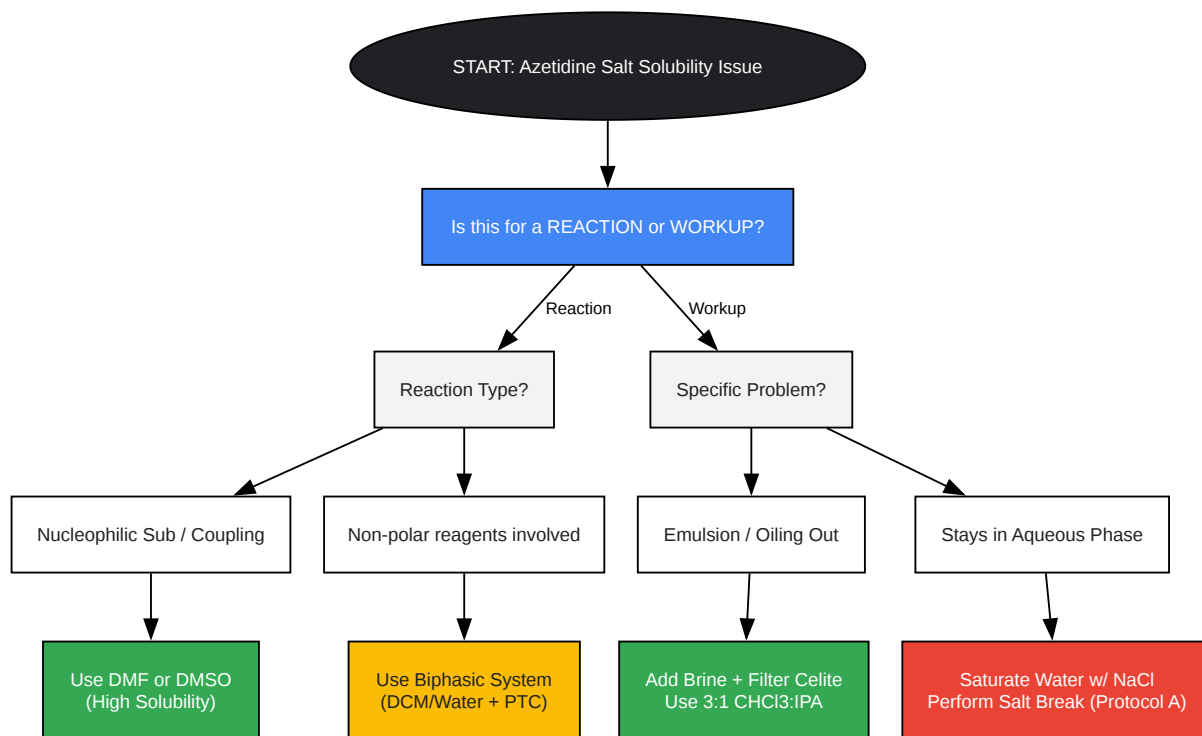 START: Azetidine Salt Solubility Issue
Is this for a REACTION or WORKUP?
Reaction
Workup
Reaction Type?
Specific Problem?
Nucleophilic Sub / Coupling
Non-polar reagents involved
Emulsion / Oiling Out
Stays in Aqueous Phase
Use DMF or DMSO
(High Solubility)
Use Biphasic System
(DCM/Water + PTC)
Add Brine + Filter Celite
Use 3:1 CHCl3:IPA
Saturate Water w/ NaCl
Perform Salt Break (Protocol A)